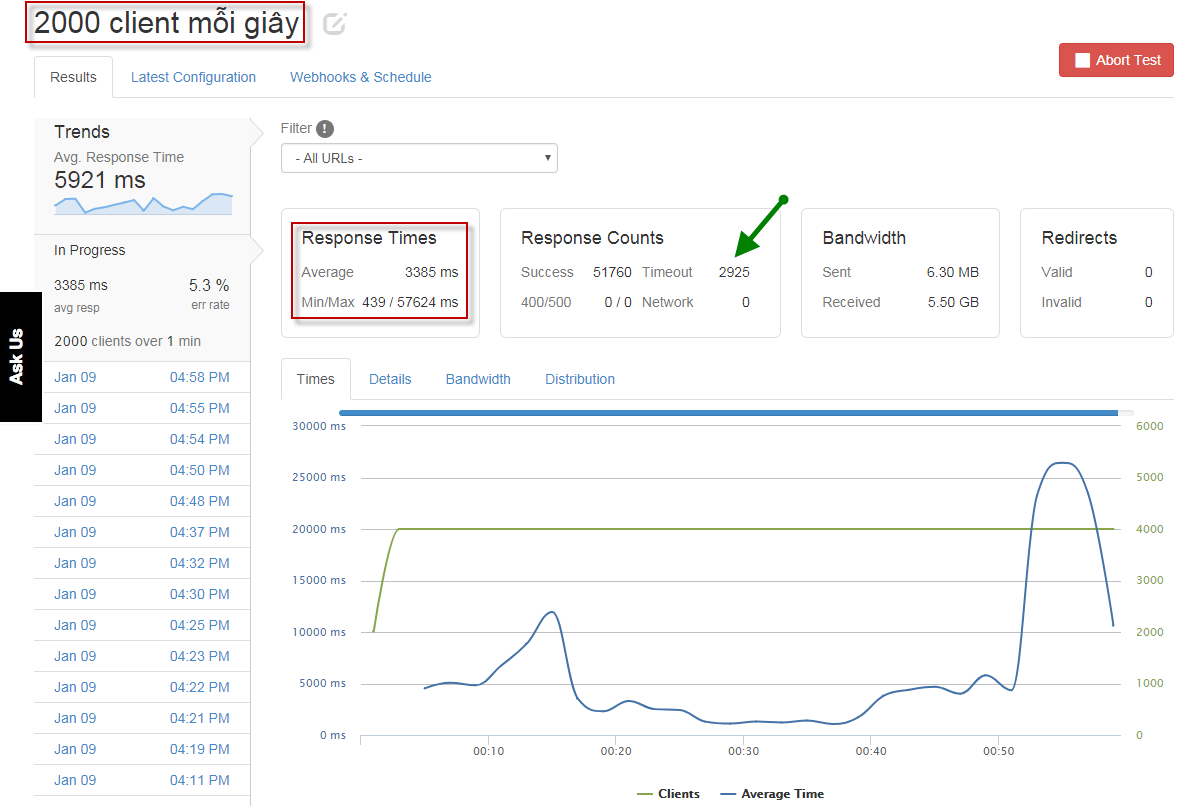 2000 client mỗi giây
Abort Test
Results Latest Configuration Webhooks & Schedule
Trends
Avg. Response Time
5921 ms
In Progress
3385 ms 5.3 %
avg resp err rate
2000 clients over 1 min
Jan 09 04:58 PM
Jan 09 04:55 PM
Jan 09 04:54 PM
Jan 09 04:50 PM
Jan 09 04:48 PM
Jan 09 04:37 PM
Jan 09 04:32 PM
Jan 09 04:30 PM
Jan 09 04:25 PM
Jan 09 04:23 PM
Jan 09 04:22 PM
Jan 09 04:21 PM
Jan 09 04:19 PM
Jan 09 04:11 PM
Ask Us
Filter !
- All URLs -
Response Times
Average 3385 ms
Min/Max 439 / 57624 ms
Response Counts
Success 51760 Timeout 2925
400/500 0 / 0 Network 0
Bandwidth
Sent 6.30 MB
Received 5.50 GB
Redirects
Valid 0
Invalid 0
Times Details Bandwidth Distribution
30000 ms 6000
25000 ms 5000
20000 ms 4000
15000 ms 3000
10000 ms 2000
5000 ms 1000
0 ms 0
00:10 00:20 00:30 00:40 00:50
Clients Average Time